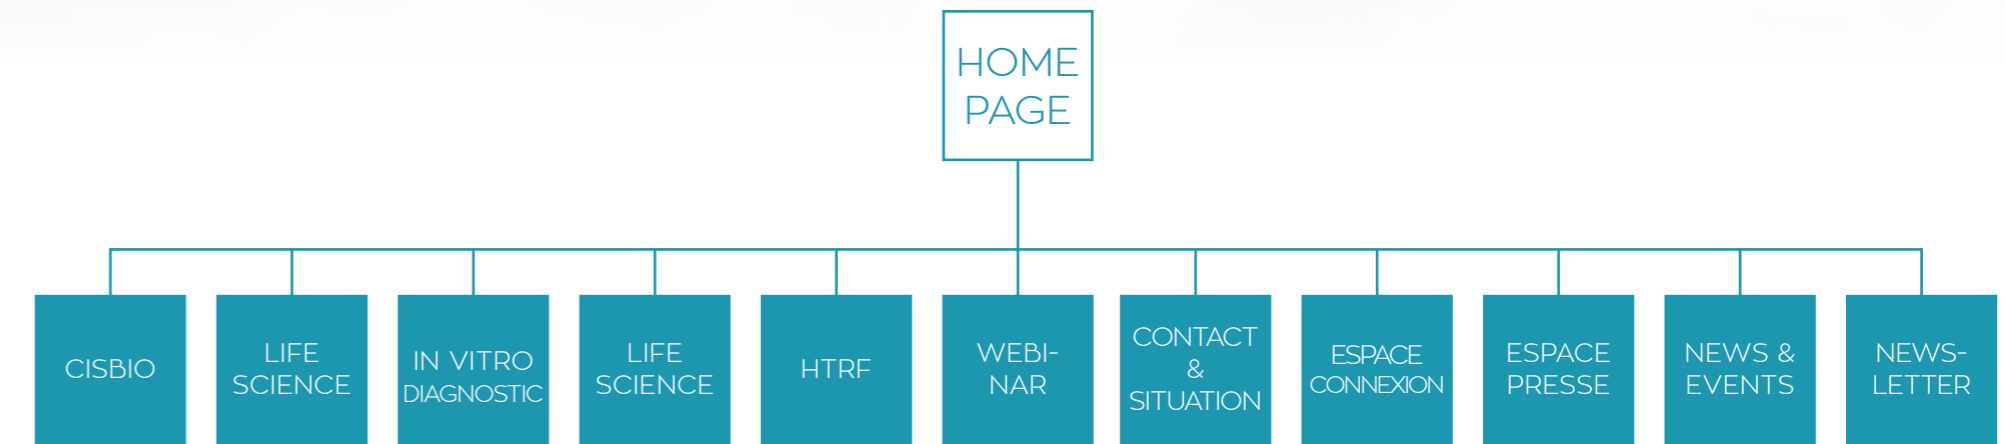 HOME
PAGE
CISBIO
LIFE
SCIENCE
IN VITRO
DIAGNOSTIC
LIFE
SCIENCE
HTRF
WEBI-
NAR
CONTACT
&
SITUATION
ESPACE
CONNEXION
ESPACE
PRESSE
NEWS &
EVENTS
NEWS-
LETTER